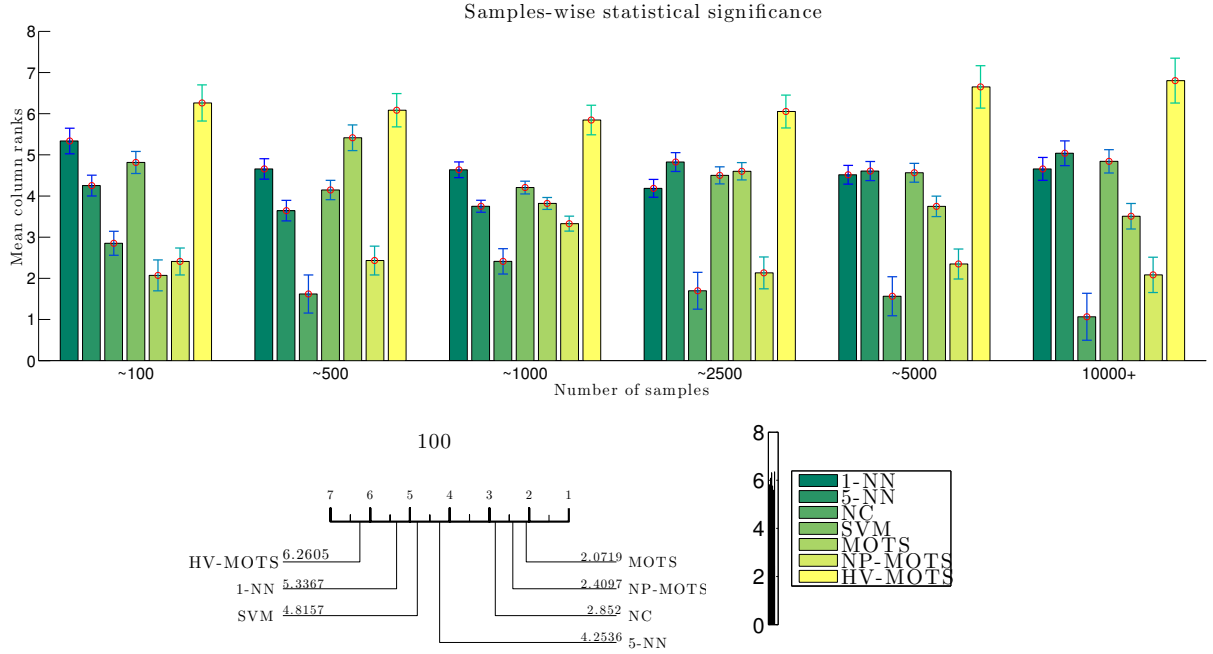 Samples-wise statistical significance
Mean column ranks
8
7
6
5
4
3
2
1
0
~100 ~500 ~1000 ~2500 ~5000 10000+
Number of samples
100
7 6 5 4 3 2 1
HV-MOTS 6.2605
1-NN 5.3367
SVM 4.8157
2.0719 MOTS
2.4097 NP-MOTS
2.852 NC
4.2536 5-NN
8
6
4
2
0
1-NN
5-NN
NC
SVM
MOTS
NP-MOTS
HV-MOTS